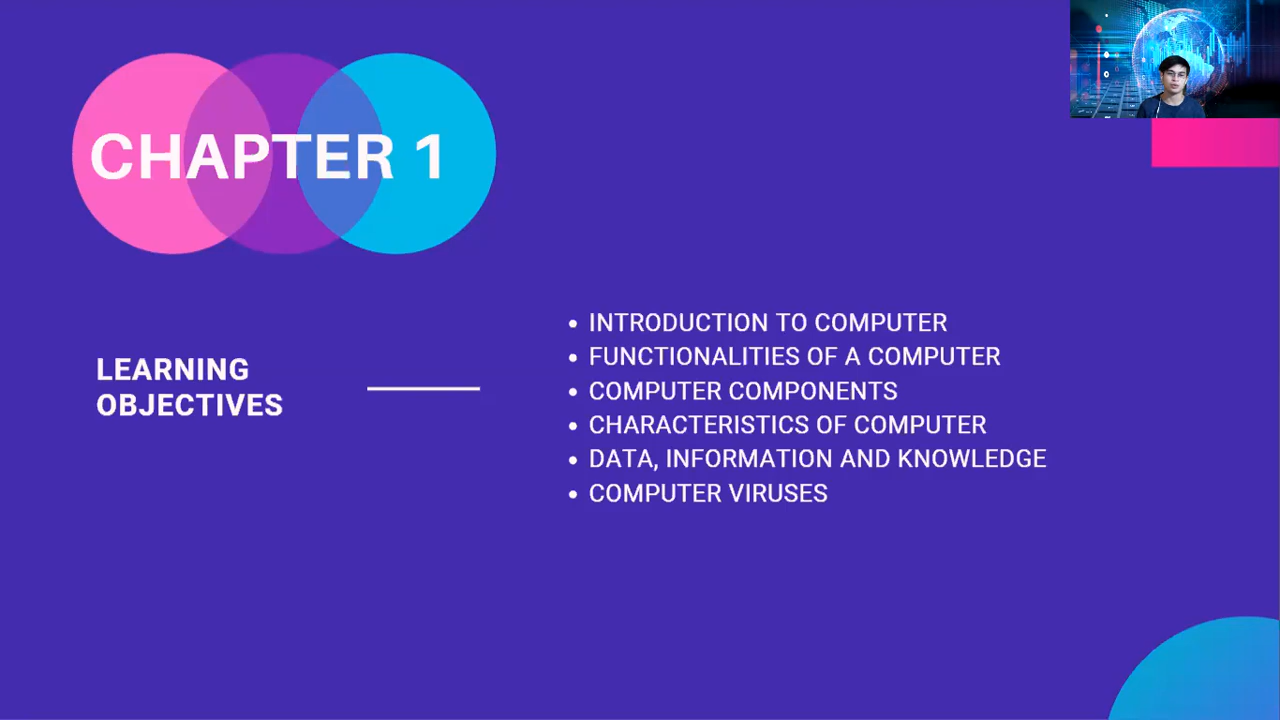 CHAPTER 1
LEARNING
OBJECTIVES
• INTRODUCTION TO COMPUTER
• FUNCTIONALITIES OF A COMPUTER
• COMPUTER COMPONENTS
• CHARACTERISTICS OF COMPUTER
• DATA, INFORMATION AND KNOWLEDGE
• COMPUTER VIRUSES